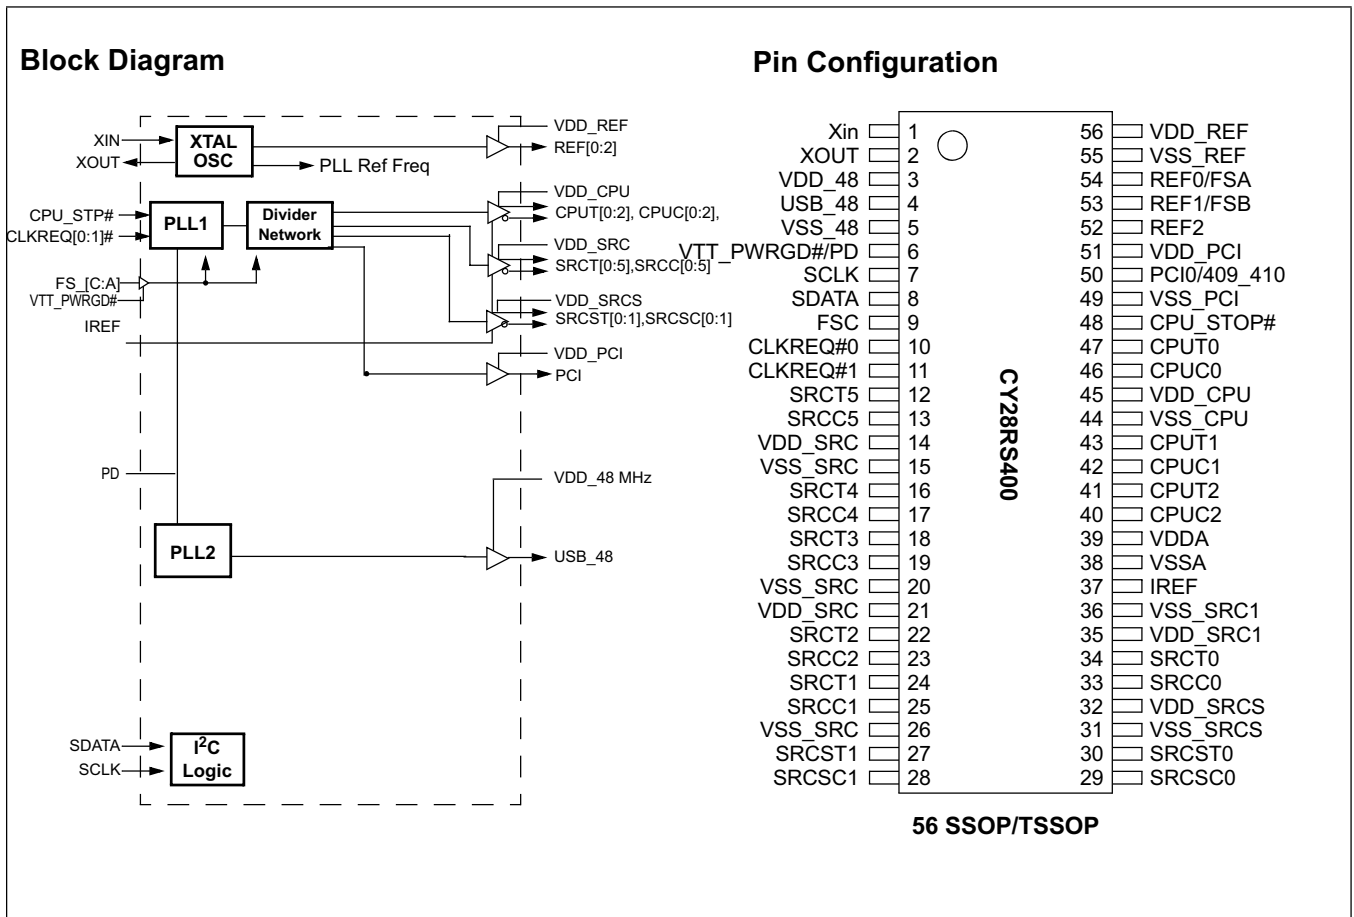 Block Diagram
XIN
XOUT
XTAL
OSC
VDD_REF
REF[0:2]
PLL Ref Freq
CPU_STP#
CLKREQ[0:1]#
PLL1
Divider
Network
VDD_CPU
CPUT[0:2], CPUC[0:2],
VDD_SRC
SRCT[0:5],SRCC[0:5]
FS_[C:A]
VTT_PWRGD#
IREF
VDD_SRCS
SRCST[0:1],SRCSC[0:1]
VDD_PCI
PCI
PD
VDD_48 MHz
PLL2
USB_48
SDATA
SCLK
I2C
Logic
Pin Configuration
Xin 1 56 VDD_REF
XOUT 2 55 VSS_REF
VDD_48 3 54 REF0/FSA
USB_48 4 53 REF1/FSB
VSS_48 5 52 REF2
VTT_PWRGD#/PD 6 51 VDD_PCI
SCLK 7 50 PCI0/409_410
SDATA 8 49 VSS_PCI
FSC 9 48 CPU_STOP#
CLKREQ#0 10 47 CPUT0
CLKREQ#1 11 46 CPUC0
SRCT5 12 45 VDD_CPU
SRCC5 13 44 VSS_CPU
VDD_SRC 14 43 CPUT1
VSS_SRC 15 42 CPUC1
SRCT4 16 41 CPUT2
SRCC4 17 40 CPUC2
SRCT3 18 39 VDDA
SRCC3 19 38 VSSA
VSS_SRC 20 37 IREF
VDD_SRC 21 36 VSS_SRC1
SRCT2 22 35 VDD_SRC1
SRCC2 23 34 SRCT0
SRCT1 24 33 SRCC0
SRCC1 25 32 VDD_SRCS
VSS_SRC 26 31 VSS_SRCS
SRCST1 27 30 SRCST0
SRCSC1 28 29 SRCSC0
CY28RS400
56 SSOP/TSSOP